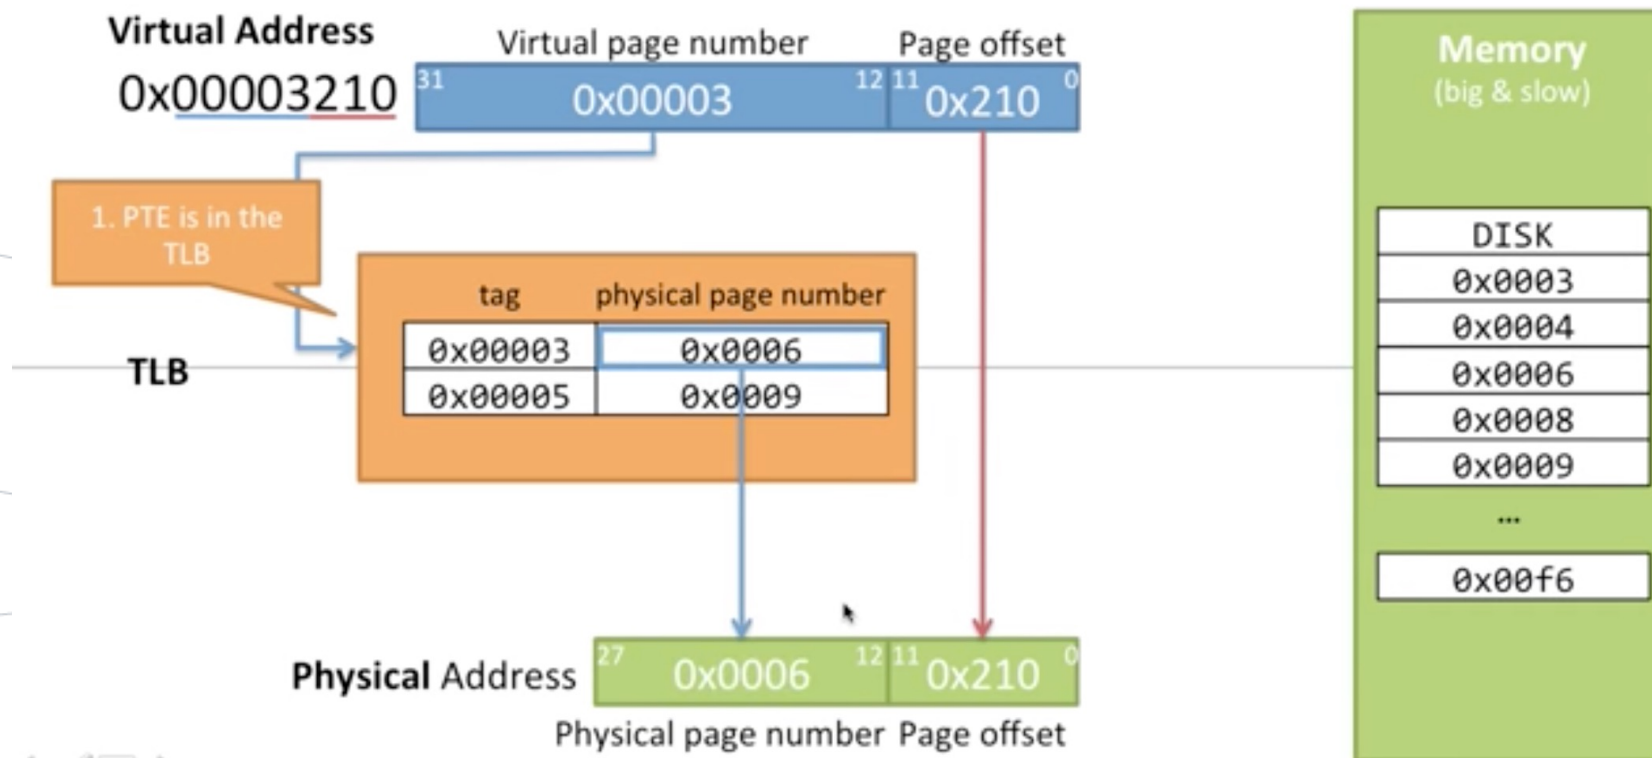 Virtual Address
0x00003210
Virtual page number
Page offset
31
0x00003
12
11
0x210
0
Memory
(big & slow)
1. PTE is in the
TLB
TLB
tag
physical page number
0x00003
0x0006
0x00005
0x0009
DISK
0x0003
0x0004
0x0006
0x0008
0x0009
...
0x00f6
Physical Address
27
0x0006
12
11
0x210
0
Physical page number
Page offset